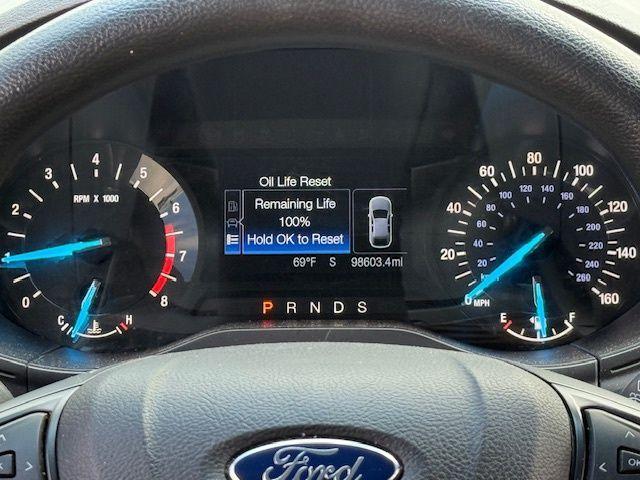 Oil Life Reset
Remaining Life
100%
Hold OK to Reset
69°F S 98603.4mi
P R N D S
0 2 3 4 5 6 7 8
RPM X 1000
C H
0 20 40 60 80 100 120 140 160
20 40 60 80 100 120 140 160 180 200 220 240 260
MPH
E F
Ford
OK